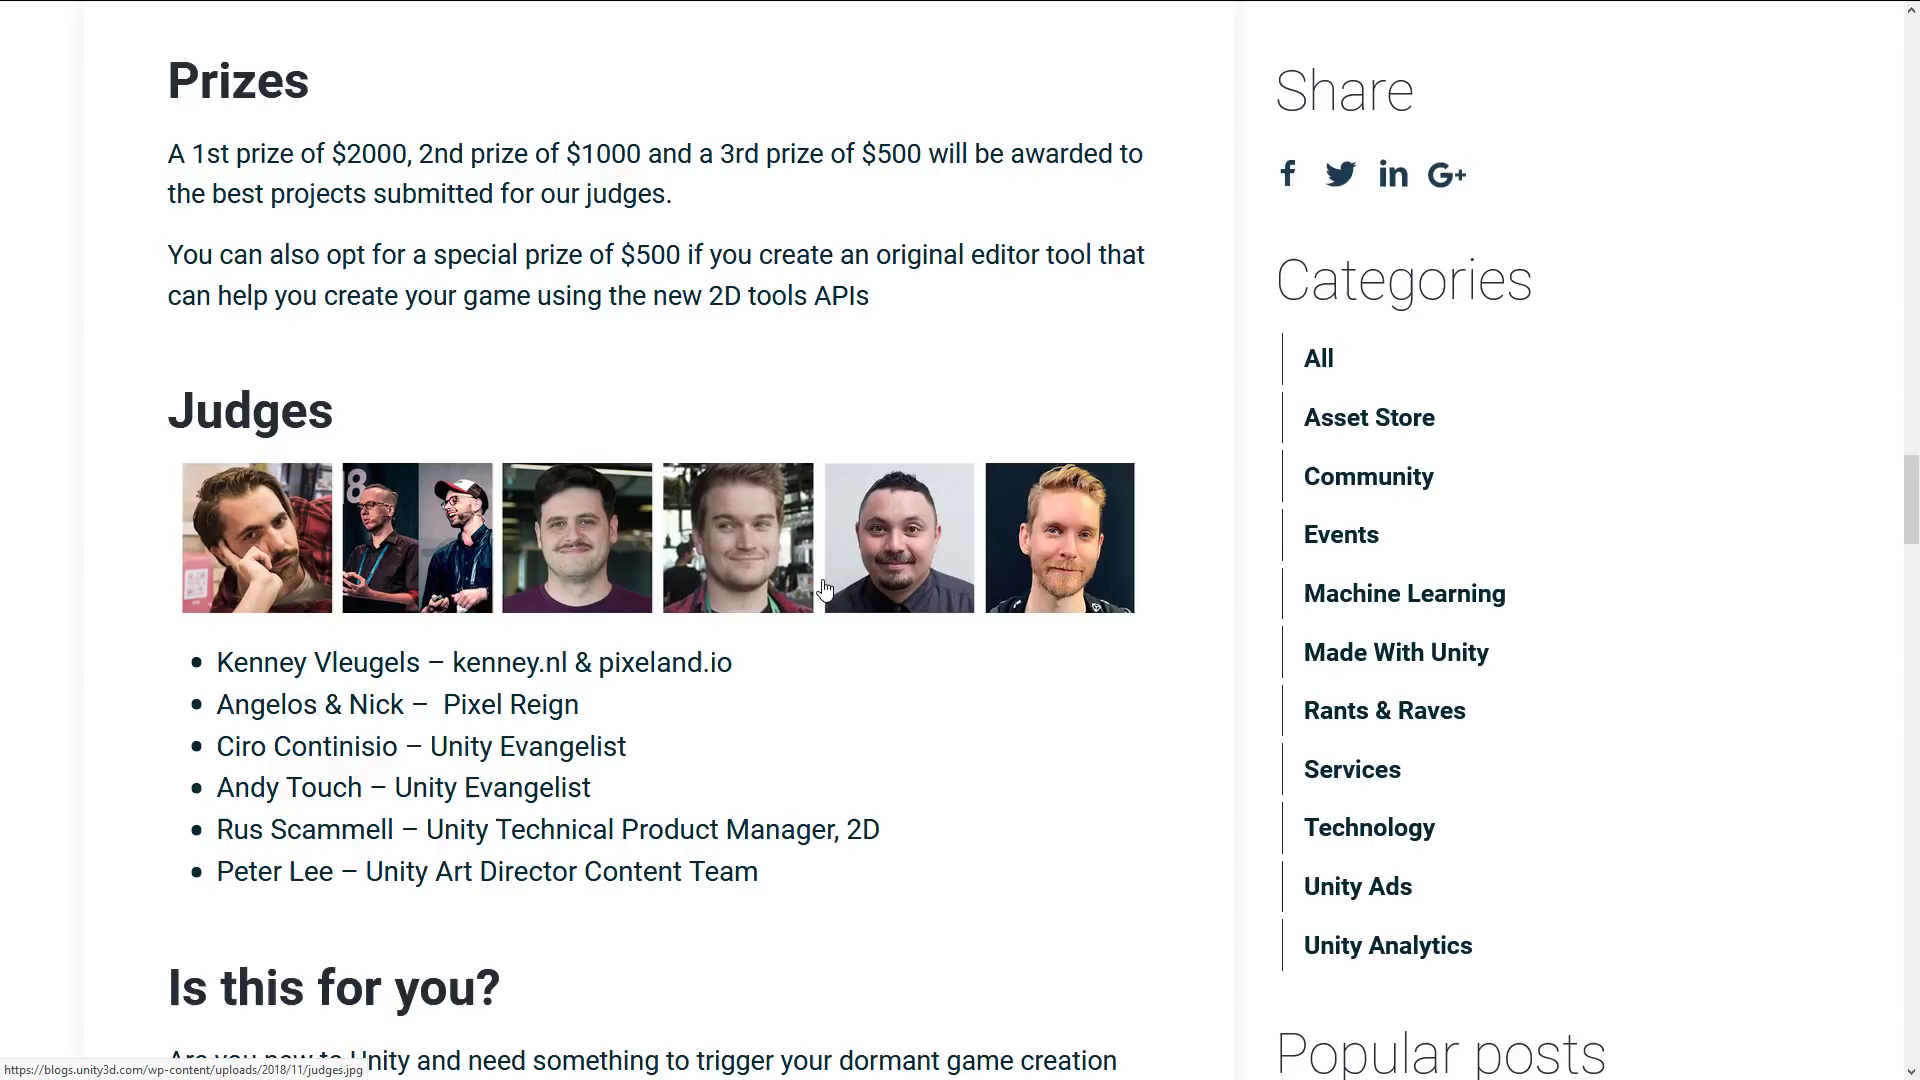 Prizes
A 1st prize of $2000, 2nd prize of $1000 and a 3rd prize of $500 will be awarded to
the best projects submitted for our judges.
You can also opt for a special prize of $500 if you create an original editor tool that
can help you create your game using the new 2D tools APIs
Judges
8
• Kenney Vleugels – kenney.nl & pixeland.io
• Angelos & Nick – Pixel Reign
• Ciro Continisio – Unity Evangelist
• Andy Touch – Unity Evangelist
• Rus Scammell – Unity Technical Product Manager, 2D
• Peter Lee – Unity Art Director Content Team
Is this for you?
Are you new to Unity and need something to trigger your dormant game creation
https://blogs.unity3d.com/wp-content/uploads/2018/11/judges.jpg
Share
f in G+
Categories
All
Asset Store
Community
Events
Machine Learning
Made With Unity
Rants & Raves
Services
Technology
Unity Ads
Unity Analytics
Popular posts